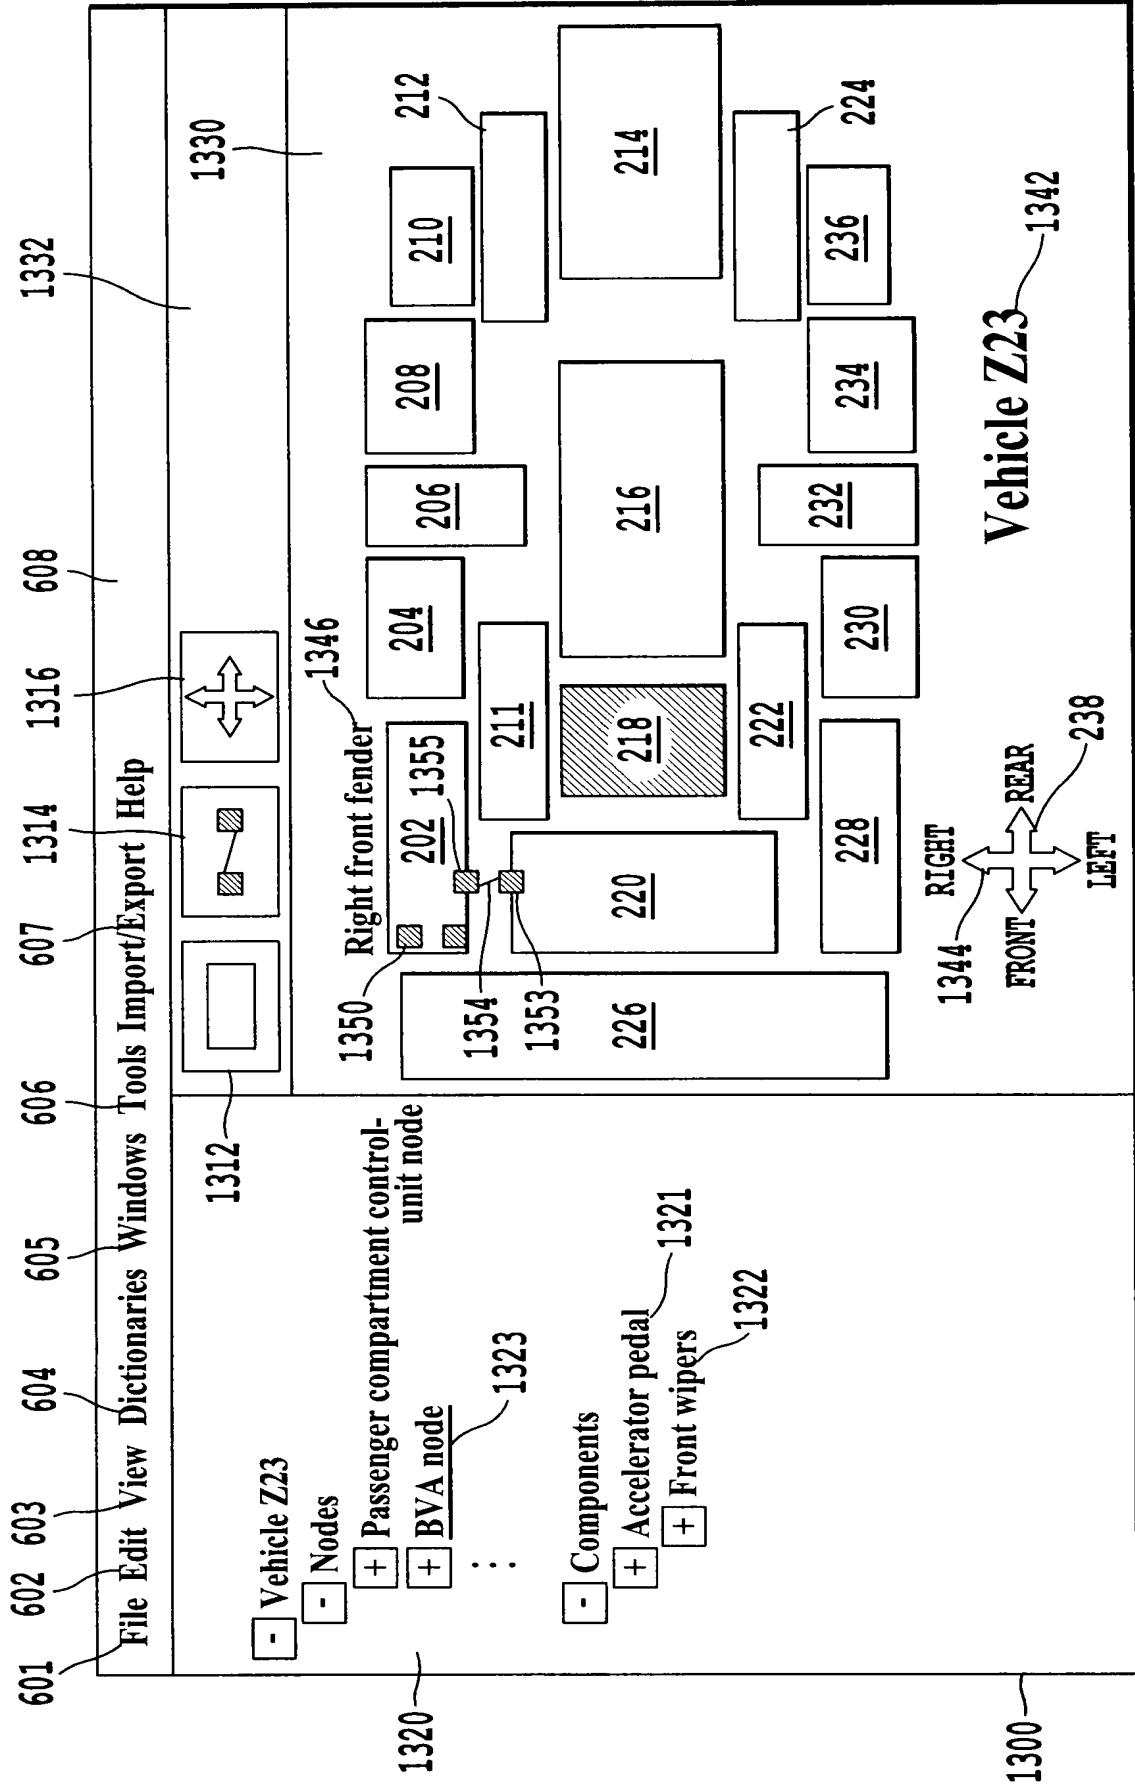 601 602 603 604 605 606 607 1314 1316 608 1332
File Edit View Dictionaries Windows Tools Import/Export Help
1312
1330
- Vehicle Z23
- Nodes
+ Passenger compartment control-
unit node
+ BVA node
1323
⋮
- Components
+ Accelerator pedal
1321
+ Front wipers
1322
1320
1300
Right front fender
1346
1350
1355
1354
1353
202
204
206
208
210
212
211
214
216
218
220
222
224
226
228
230
232
234
236
RIGHT
1344
FRONT
REAR
238
LEFT
Vehicle Z23
1342